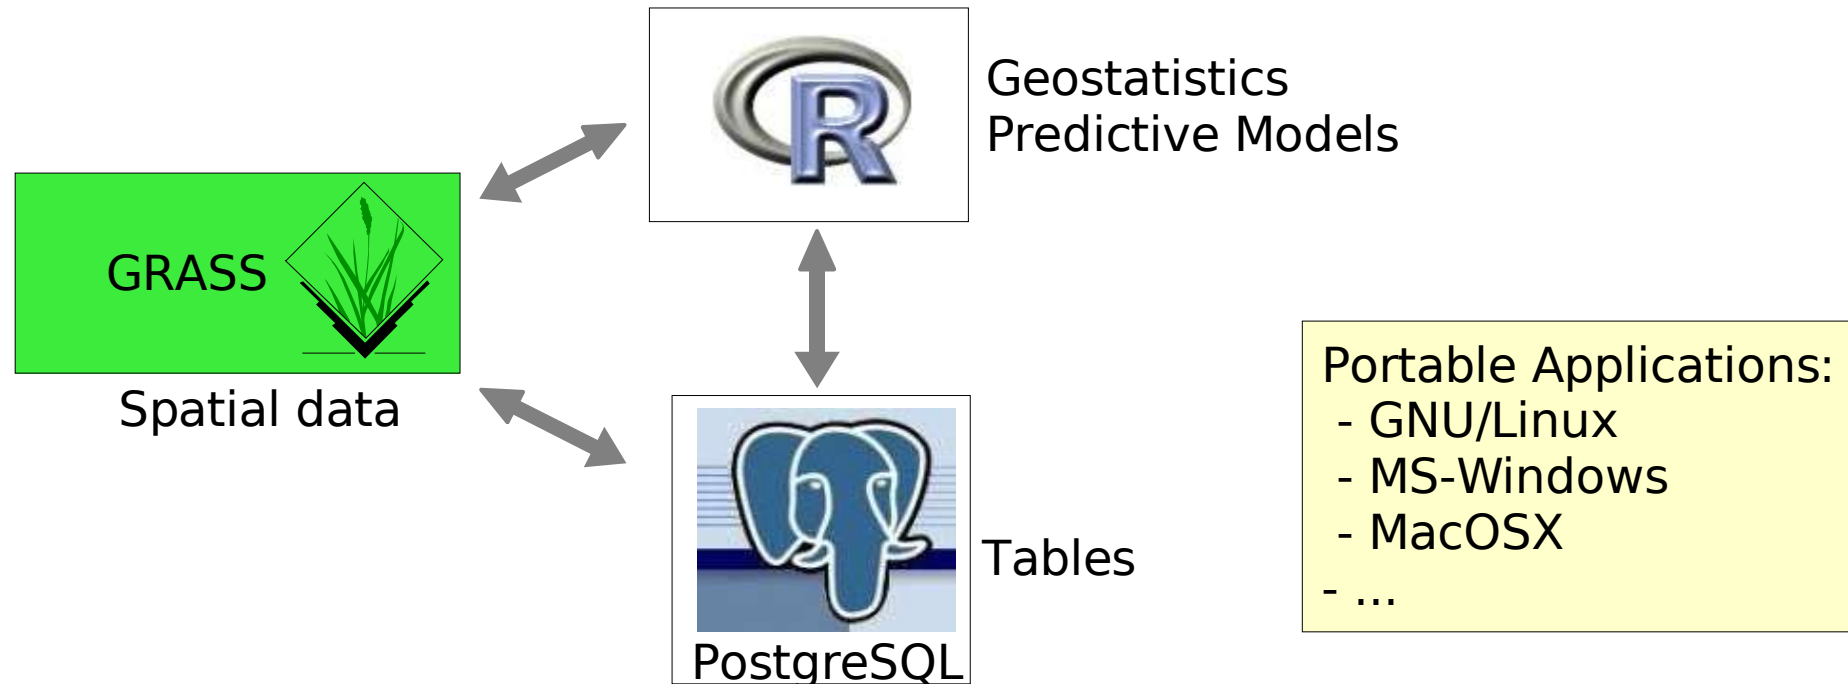 R
Geostatistics
Predictive Models
GRASS
Spatial data
Tables
PostgreSQL
Portable Applications:
- GNU/Linux
- MS-Windows
- MacOSX
- ...